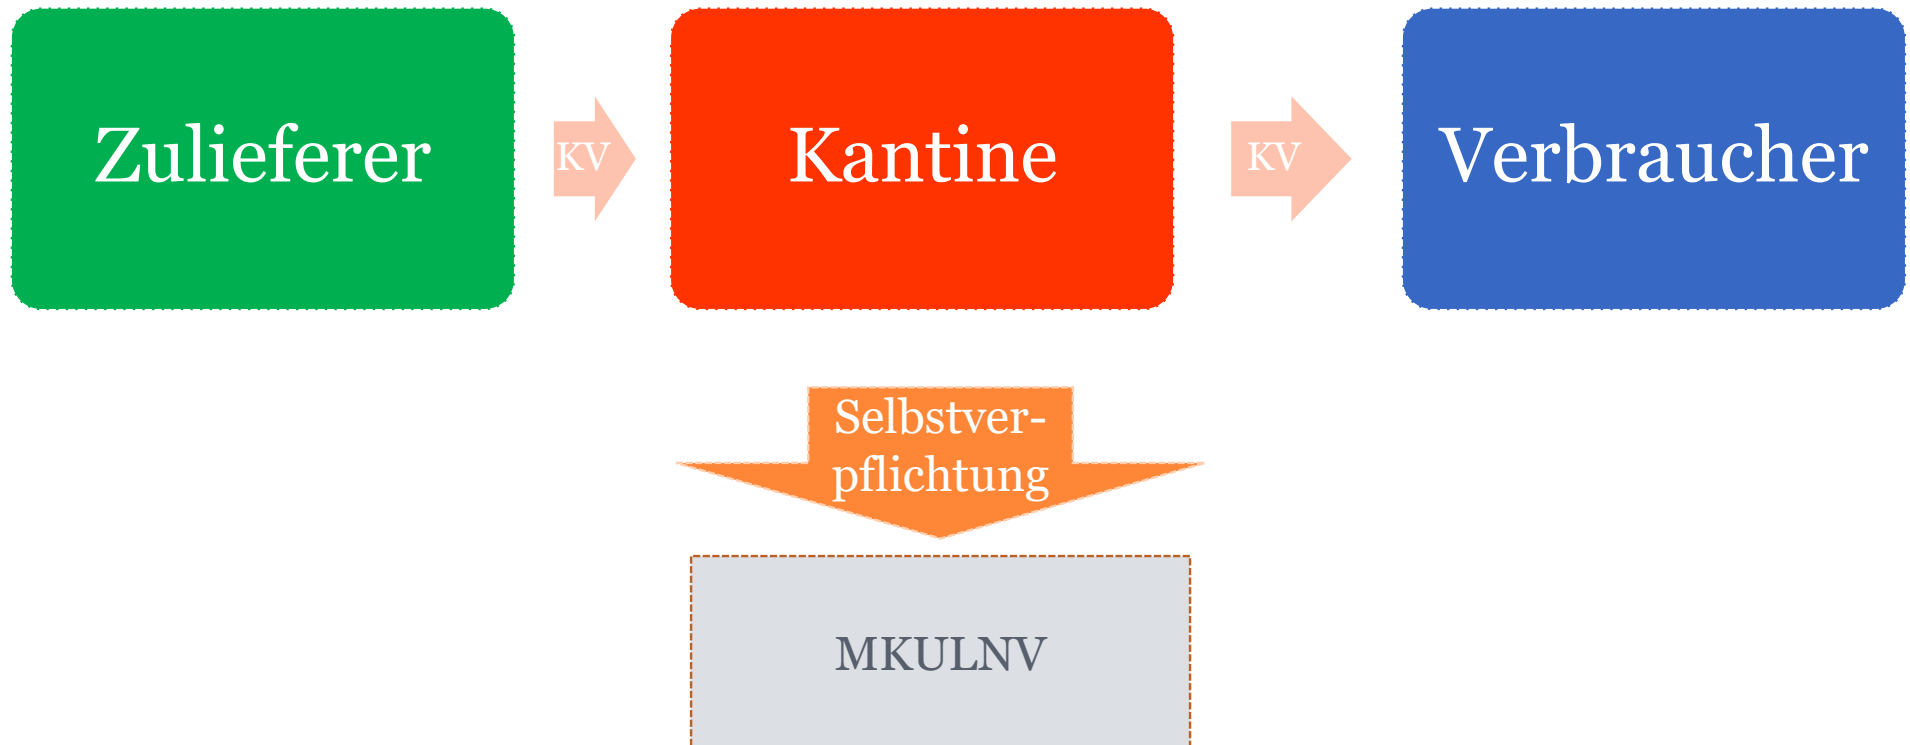 Zulieferer
KV
Kantine
KV
Verbraucher
Selbstver-
pflichtung
MKULNV